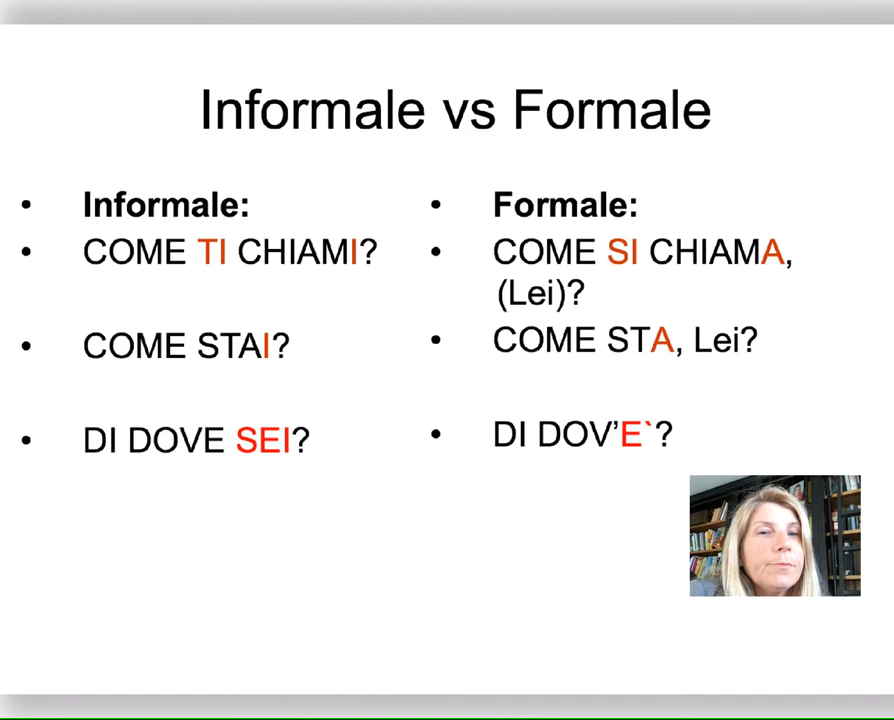 Informale vs Formale
Informale:
COME TI CHIAMI?
COME STAI?
DI DOVE SEI?
Formale:
COME SI CHIAMA,
(Lei)?
COME STA, Lei?
DI DOV’E`?